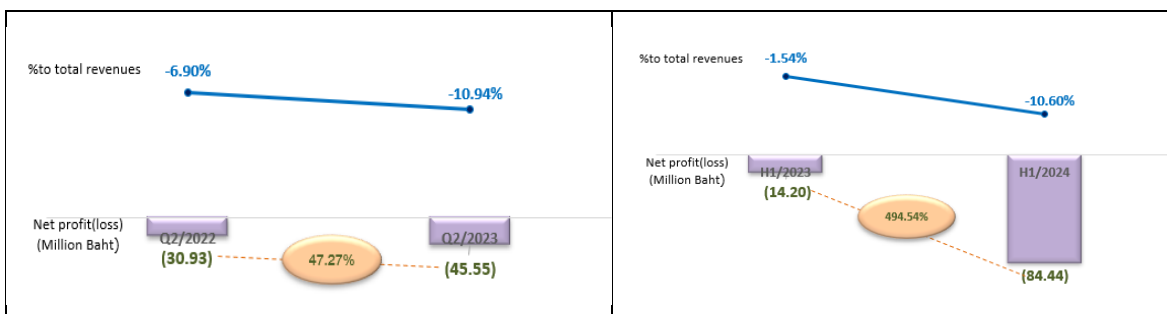 %to total revenues
-6.90%
-10.94%
Net profit(loss)
(Million Baht)
Q2/2022
Q2/2023
(30.93)
47.27%
(45.55)
%to total revenues
-1.54%
-10.60%
Net profit(loss)
(Million Baht)
H1/2023
H1/2024
(14.20)
494.54%
(84.44)